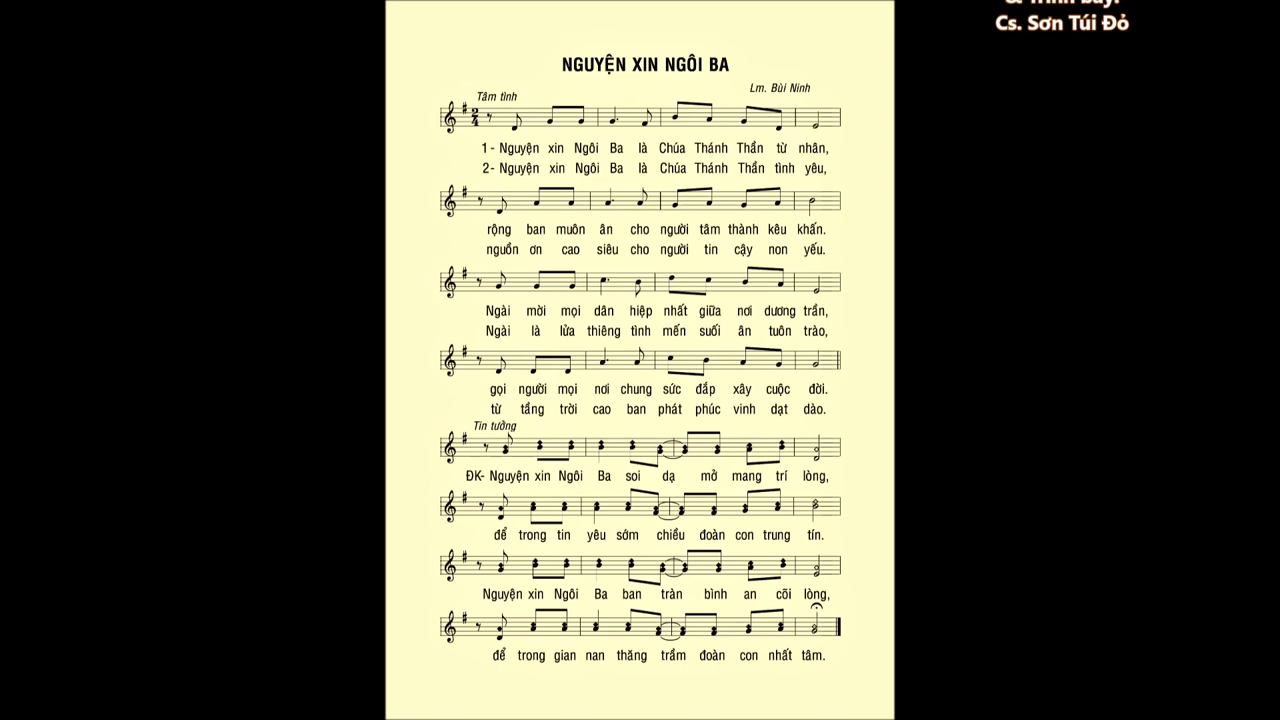 & Trình bày:
Cs. Sơn Túi Đỏ
NGUYỆN XIN NGÔI BA
Lm. Bùi Ninh
Tâm tình
2
4
1- Nguyện xin Ngôi Ba là Chúa Thánh Thần từ nhân,
2- Nguyện xin Ngôi Ba là Chúa Thánh Thần tình yêu,
rộng ban muôn ân cho người tâm thành kêu khấn.
nguồn ơn cao siêu cho người tin cậy non yếu.
Ngài mời mọi dân hiệp nhất giữa nơi dương trần,
Ngài là lửa thiêng tình mến suối ân tuôn trào,
gọi người mọi nơi chung sức đắp xây cuộc đời.
từ tầng trời cao ban phát phúc vinh dạt dào.
Tin tưởng
ĐK- Nguyện xin Ngôi Ba soi dạ mở mang trí lòng,
để trong tin yêu sớm chiều đoàn con trung tín.
Nguyện xin Ngôi Ba ban tràn bình an cõi lòng,
để trong gian nan thăng trầm đoàn con nhất tâm.